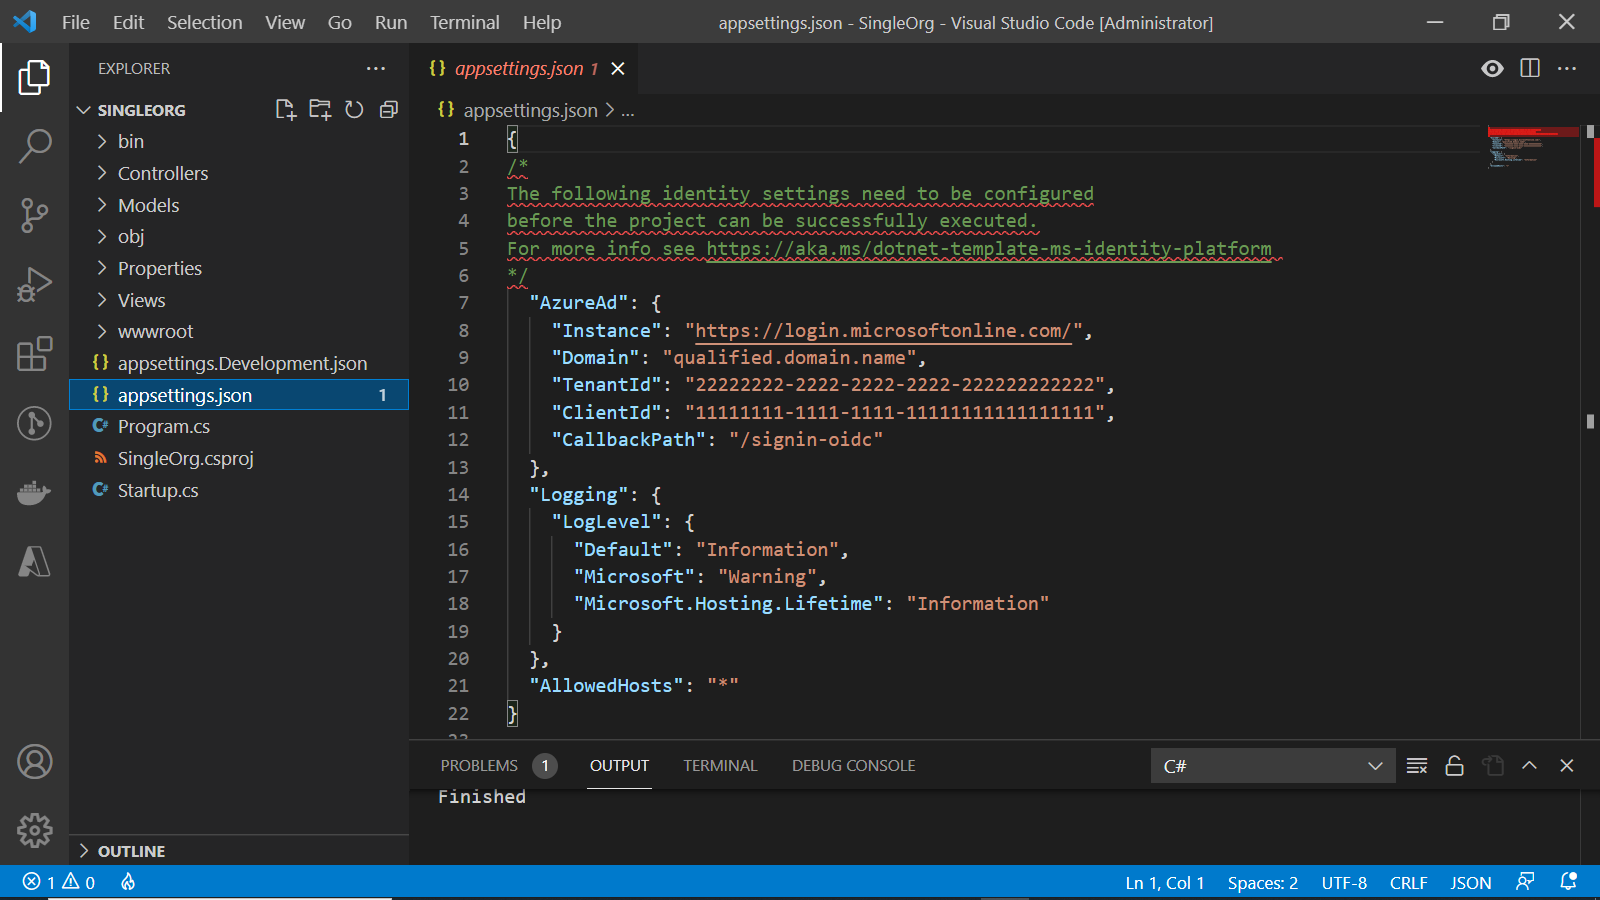 File Edit Selection View Go Run Terminal Help
appsettings.json - SingleOrg - Visual Studio Code [Administrator]
EXPLORER
SINGLEORG
bin
Controllers
Models
obj
Properties
Views
wwwroot
{} appsettings.Development.json
{} appsettings.json 1
C# Program.cs
SingleOrg.csproj
C# Startup.cs
OUTLINE
{} appsettings.json 1
{} appsettings.json > ...
1 {
2 /*
3 The following identity settings need to be configured
4 before the project can be successfully executed.
5 For more info see https://aka.ms/dotnet-template-ms-identity-platform
6 */
7 "AzureAd": {
8 "Instance": "https://login.microsoftonline.com/",
9 "Domain": "qualified.domain.name",
10 "TenantId": "22222222-2222-2222-2222-222222222222",
11 "ClientId": "11111111-1111-1111-11111111111111111",
12 "CallbackPath": "/signin-oidc"
13 },
14 "Logging": {
15 "LogLevel": {
16 "Default": "Information",
17 "Microsoft": "Warning",
18 "Microsoft.Hosting.Lifetime": "Information"
19 }
20 },
21 "AllowedHosts": "*"
22 }
PROBLEMS 1 OUTPUT TERMINAL DEBUG CONSOLE
C#
Finished
1 0
Ln 1, Col 1 Spaces: 2 UTF-8 CRLF JSON